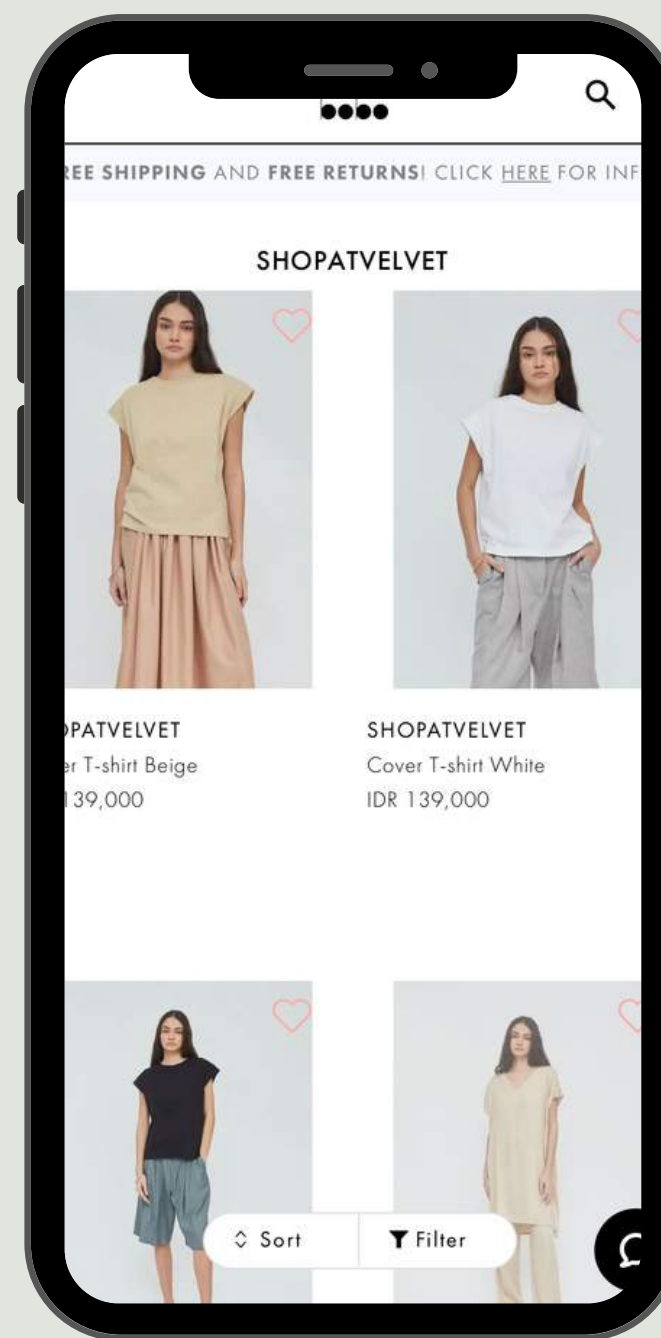 REE SHIPPING AND FREE RETURNS! CLICK HERE FOR INF
SHOPATVELVET
OPATVELVET
er T-shirt Beige
139,000
SHOPATVELVET
Cover T-shirt White
IDR 139,000
Sort
Filter